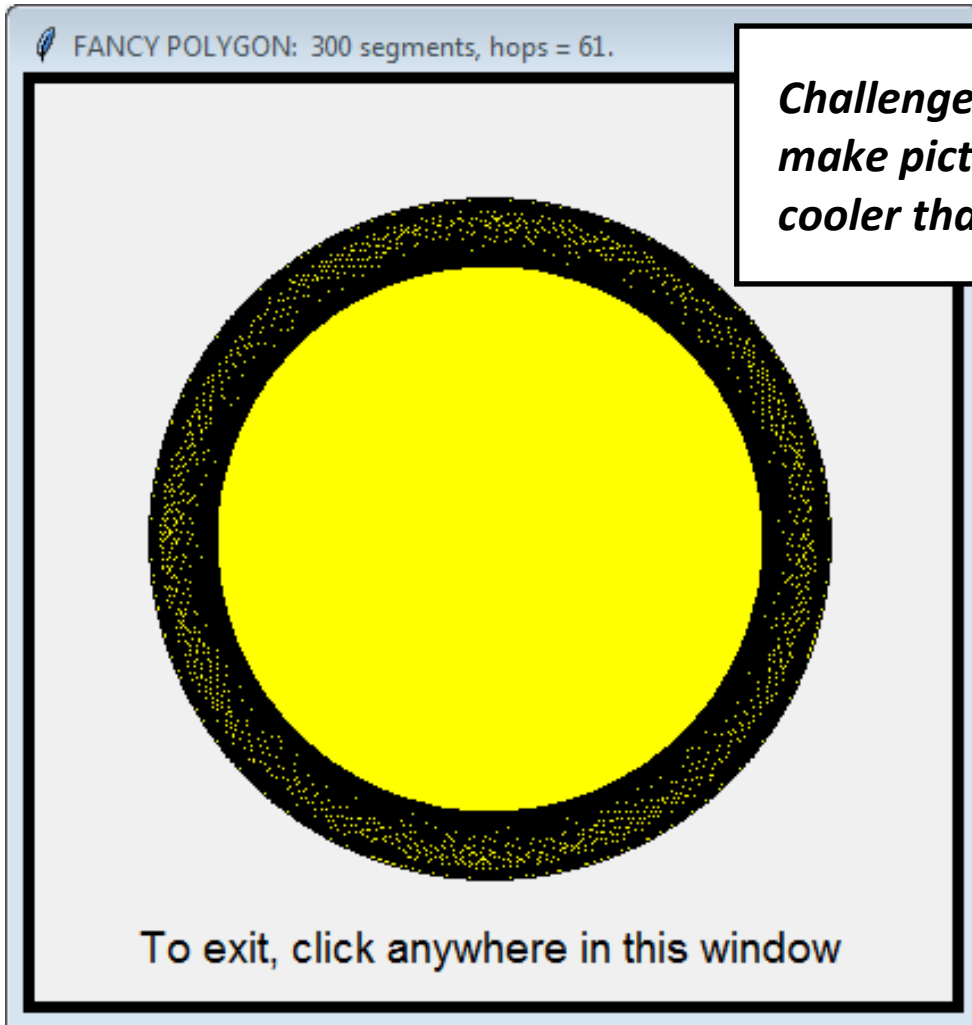 FANCY POLYGON: 300 segments, hops = 61.
Challenge
make pict
cooler tha
To exit, click anywhere in this window